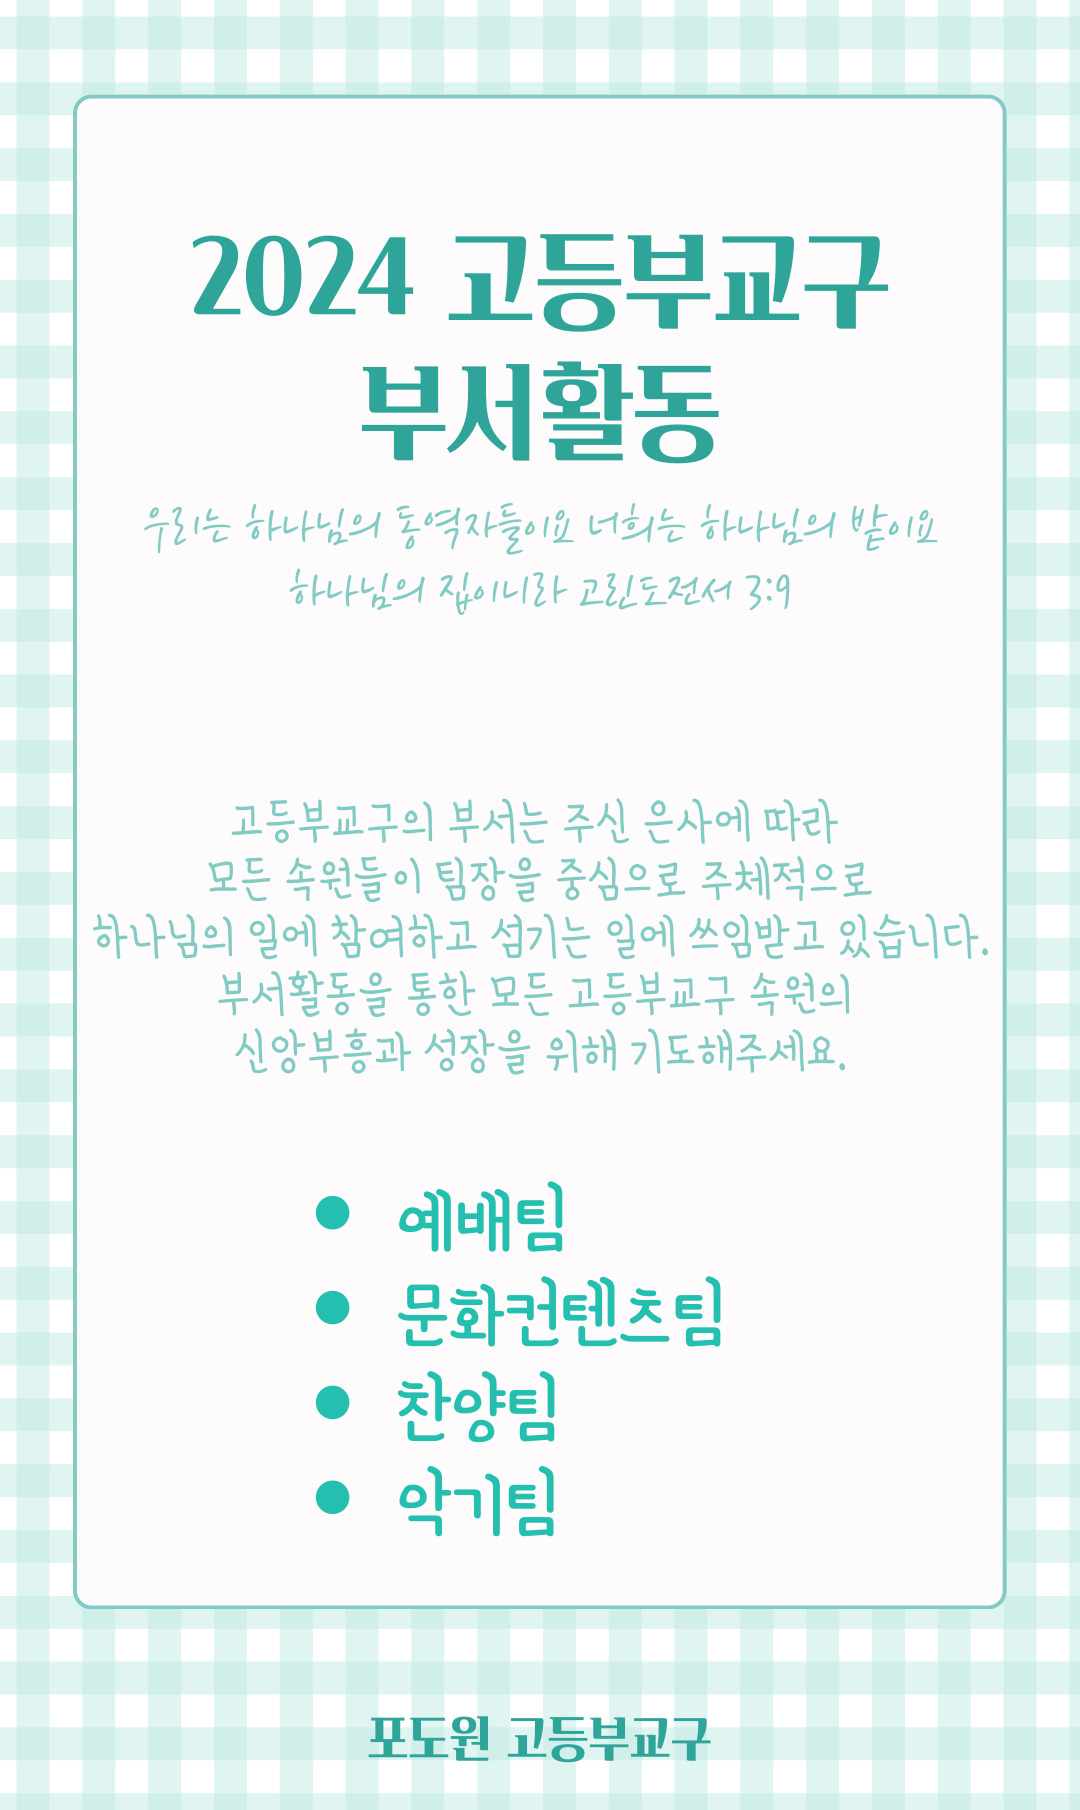 2024 고등부교구
부서활동
우리는 하나님의 동역자들이요 너희는 하나님의 밭이요
하나님의 집이니라 고린도전서 3:9
고등부교구의 부서는 주신 은사에 따라
모든 속원들이 팀장을 중심으로 주체적으로
하나님의 일에 참여하고 섬기는 일에 쓰임받고 있습니다.
부서활동을 통한 모든 고등부교구 속원의
신앙부흥과 성장을 위해 기도해주세요.
• 예배팀
• 문화컨텐츠팀
• 찬양팀
• 악기팀
포도원 고등부교구